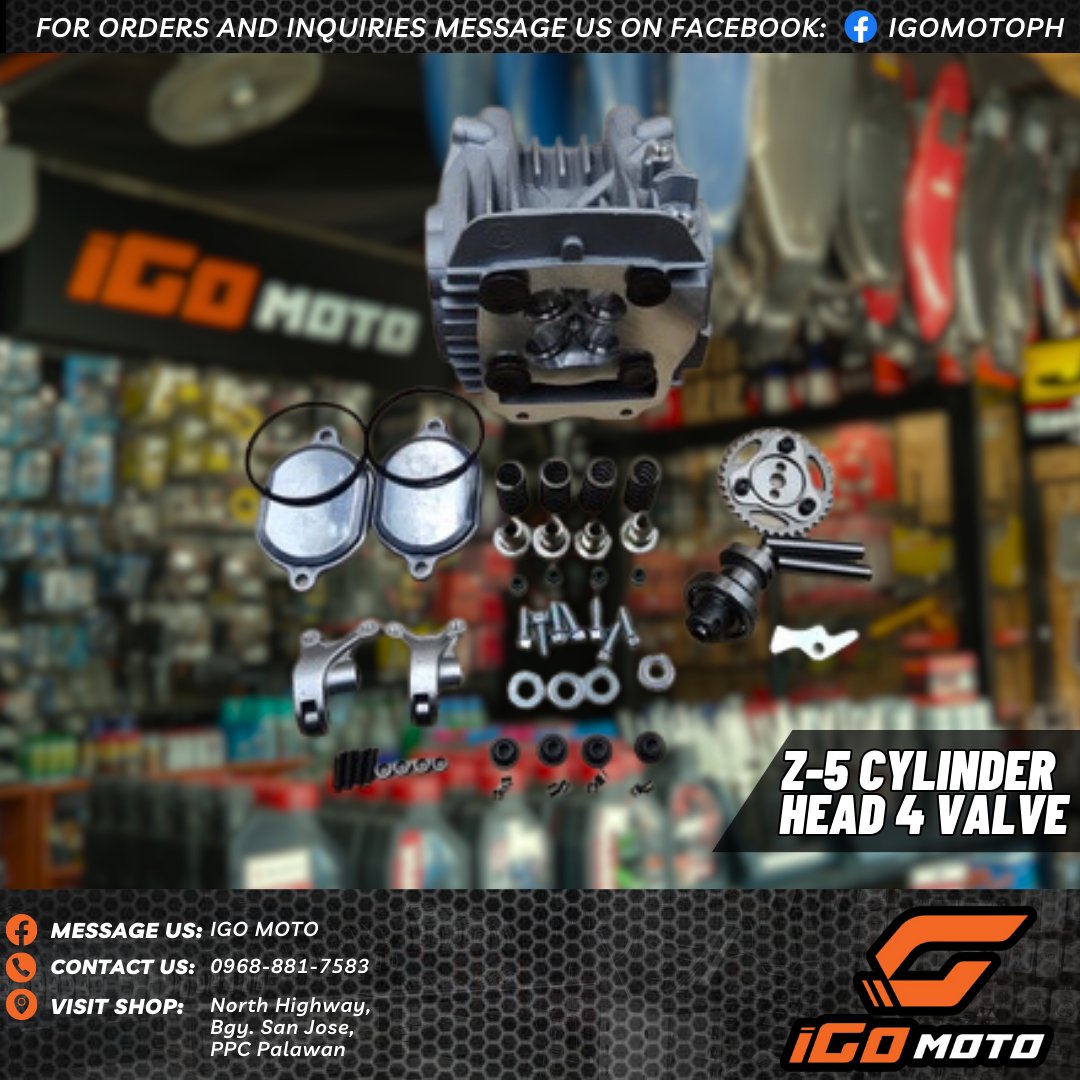 FOR ORDERS AND INQUIRIES MESSAGE US ON FACEBOOK: IGOMOTOPH
iGO MOTO
Z-5 CYLINDER
HEAD 4 VALVE
MESSAGE US: IGO MOTO
CONTACT US: 0968-881-7583
VISIT SHOP: North Highway,
Bgy. San Jose,
PPC Palawan
iGO MOTO